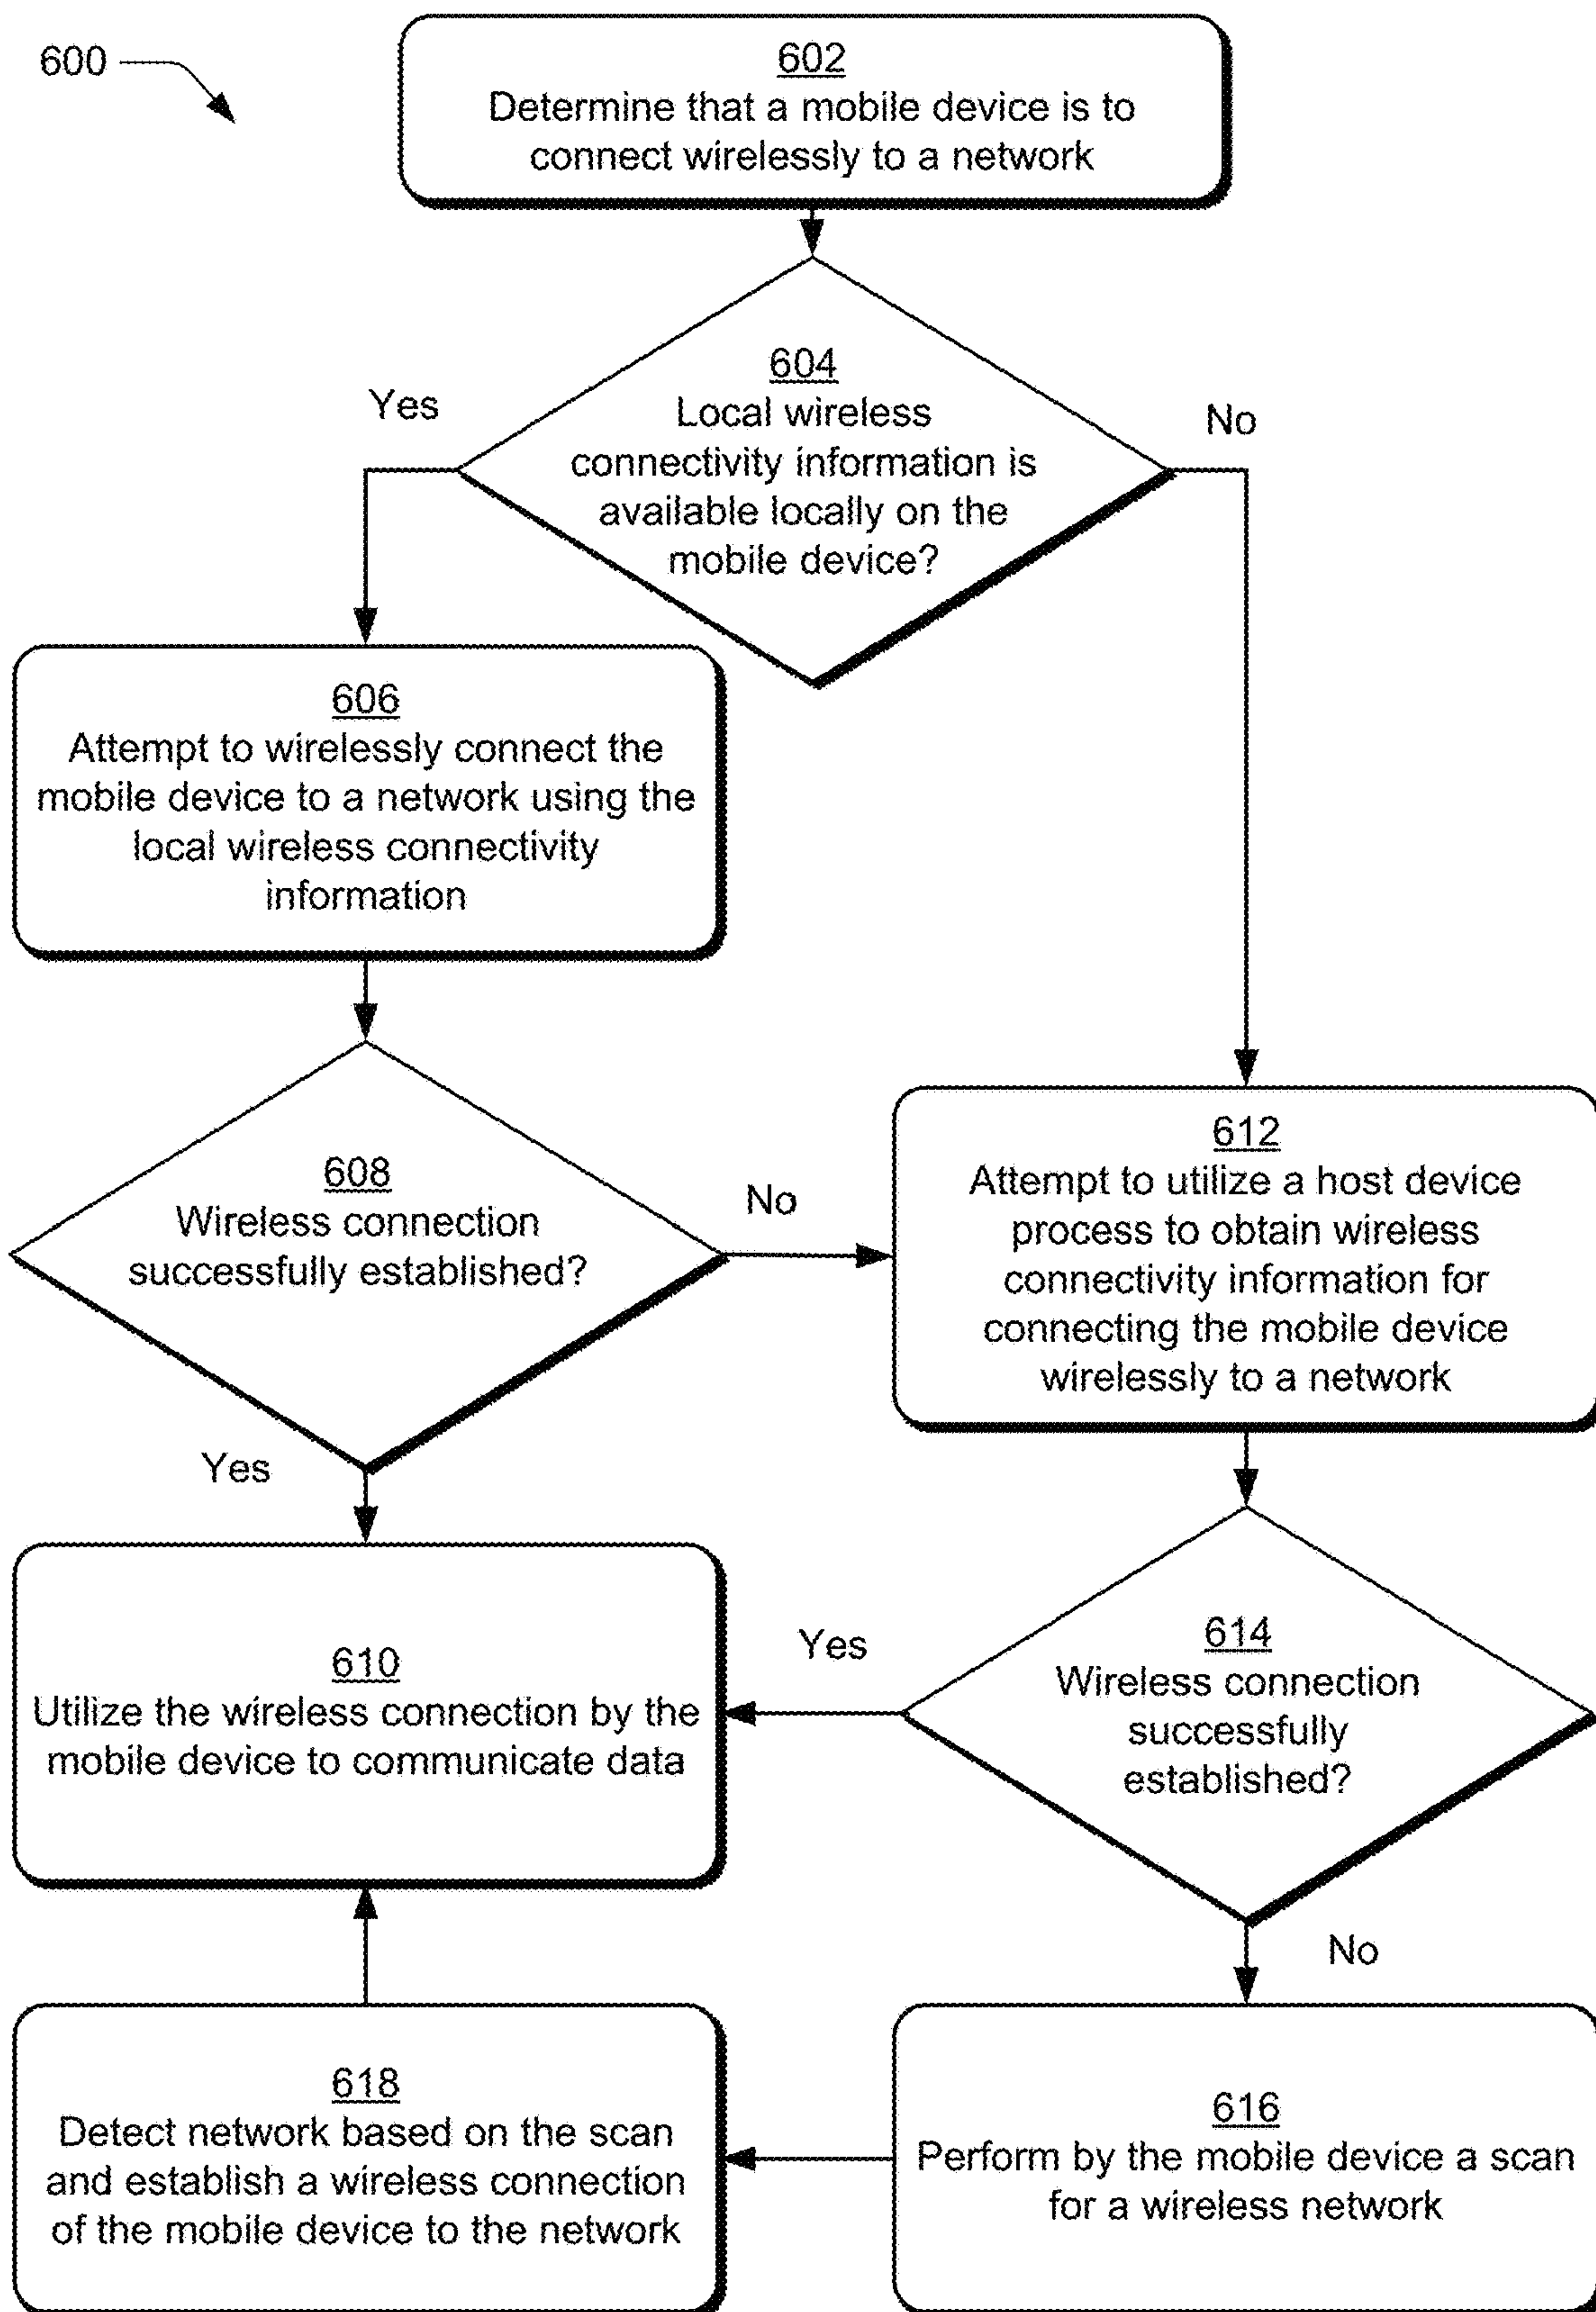 600
602
Determine that a mobile device is to
connect wirelessly to a network
604
Local wireless
connectivity information is
available locally on the
mobile device?
Yes
No
606
Attempt to wirelessly connect the
mobile device to a network using the
local wireless connectivity
information
608
Wireless connection
successfully established?
No
Yes
612
Attempt to utilize a host device
process to obtain wireless
connectivity information for
connecting the mobile device
wirelessly to a network
610
Utilize the wireless connection by the
mobile device to communicate data
Yes
614
Wireless connection
successfully
established?
No
618
Detect network based on the scan
and establish a wireless connection
of the mobile device to the network
616
Perform by the mobile device a scan
for a wireless network